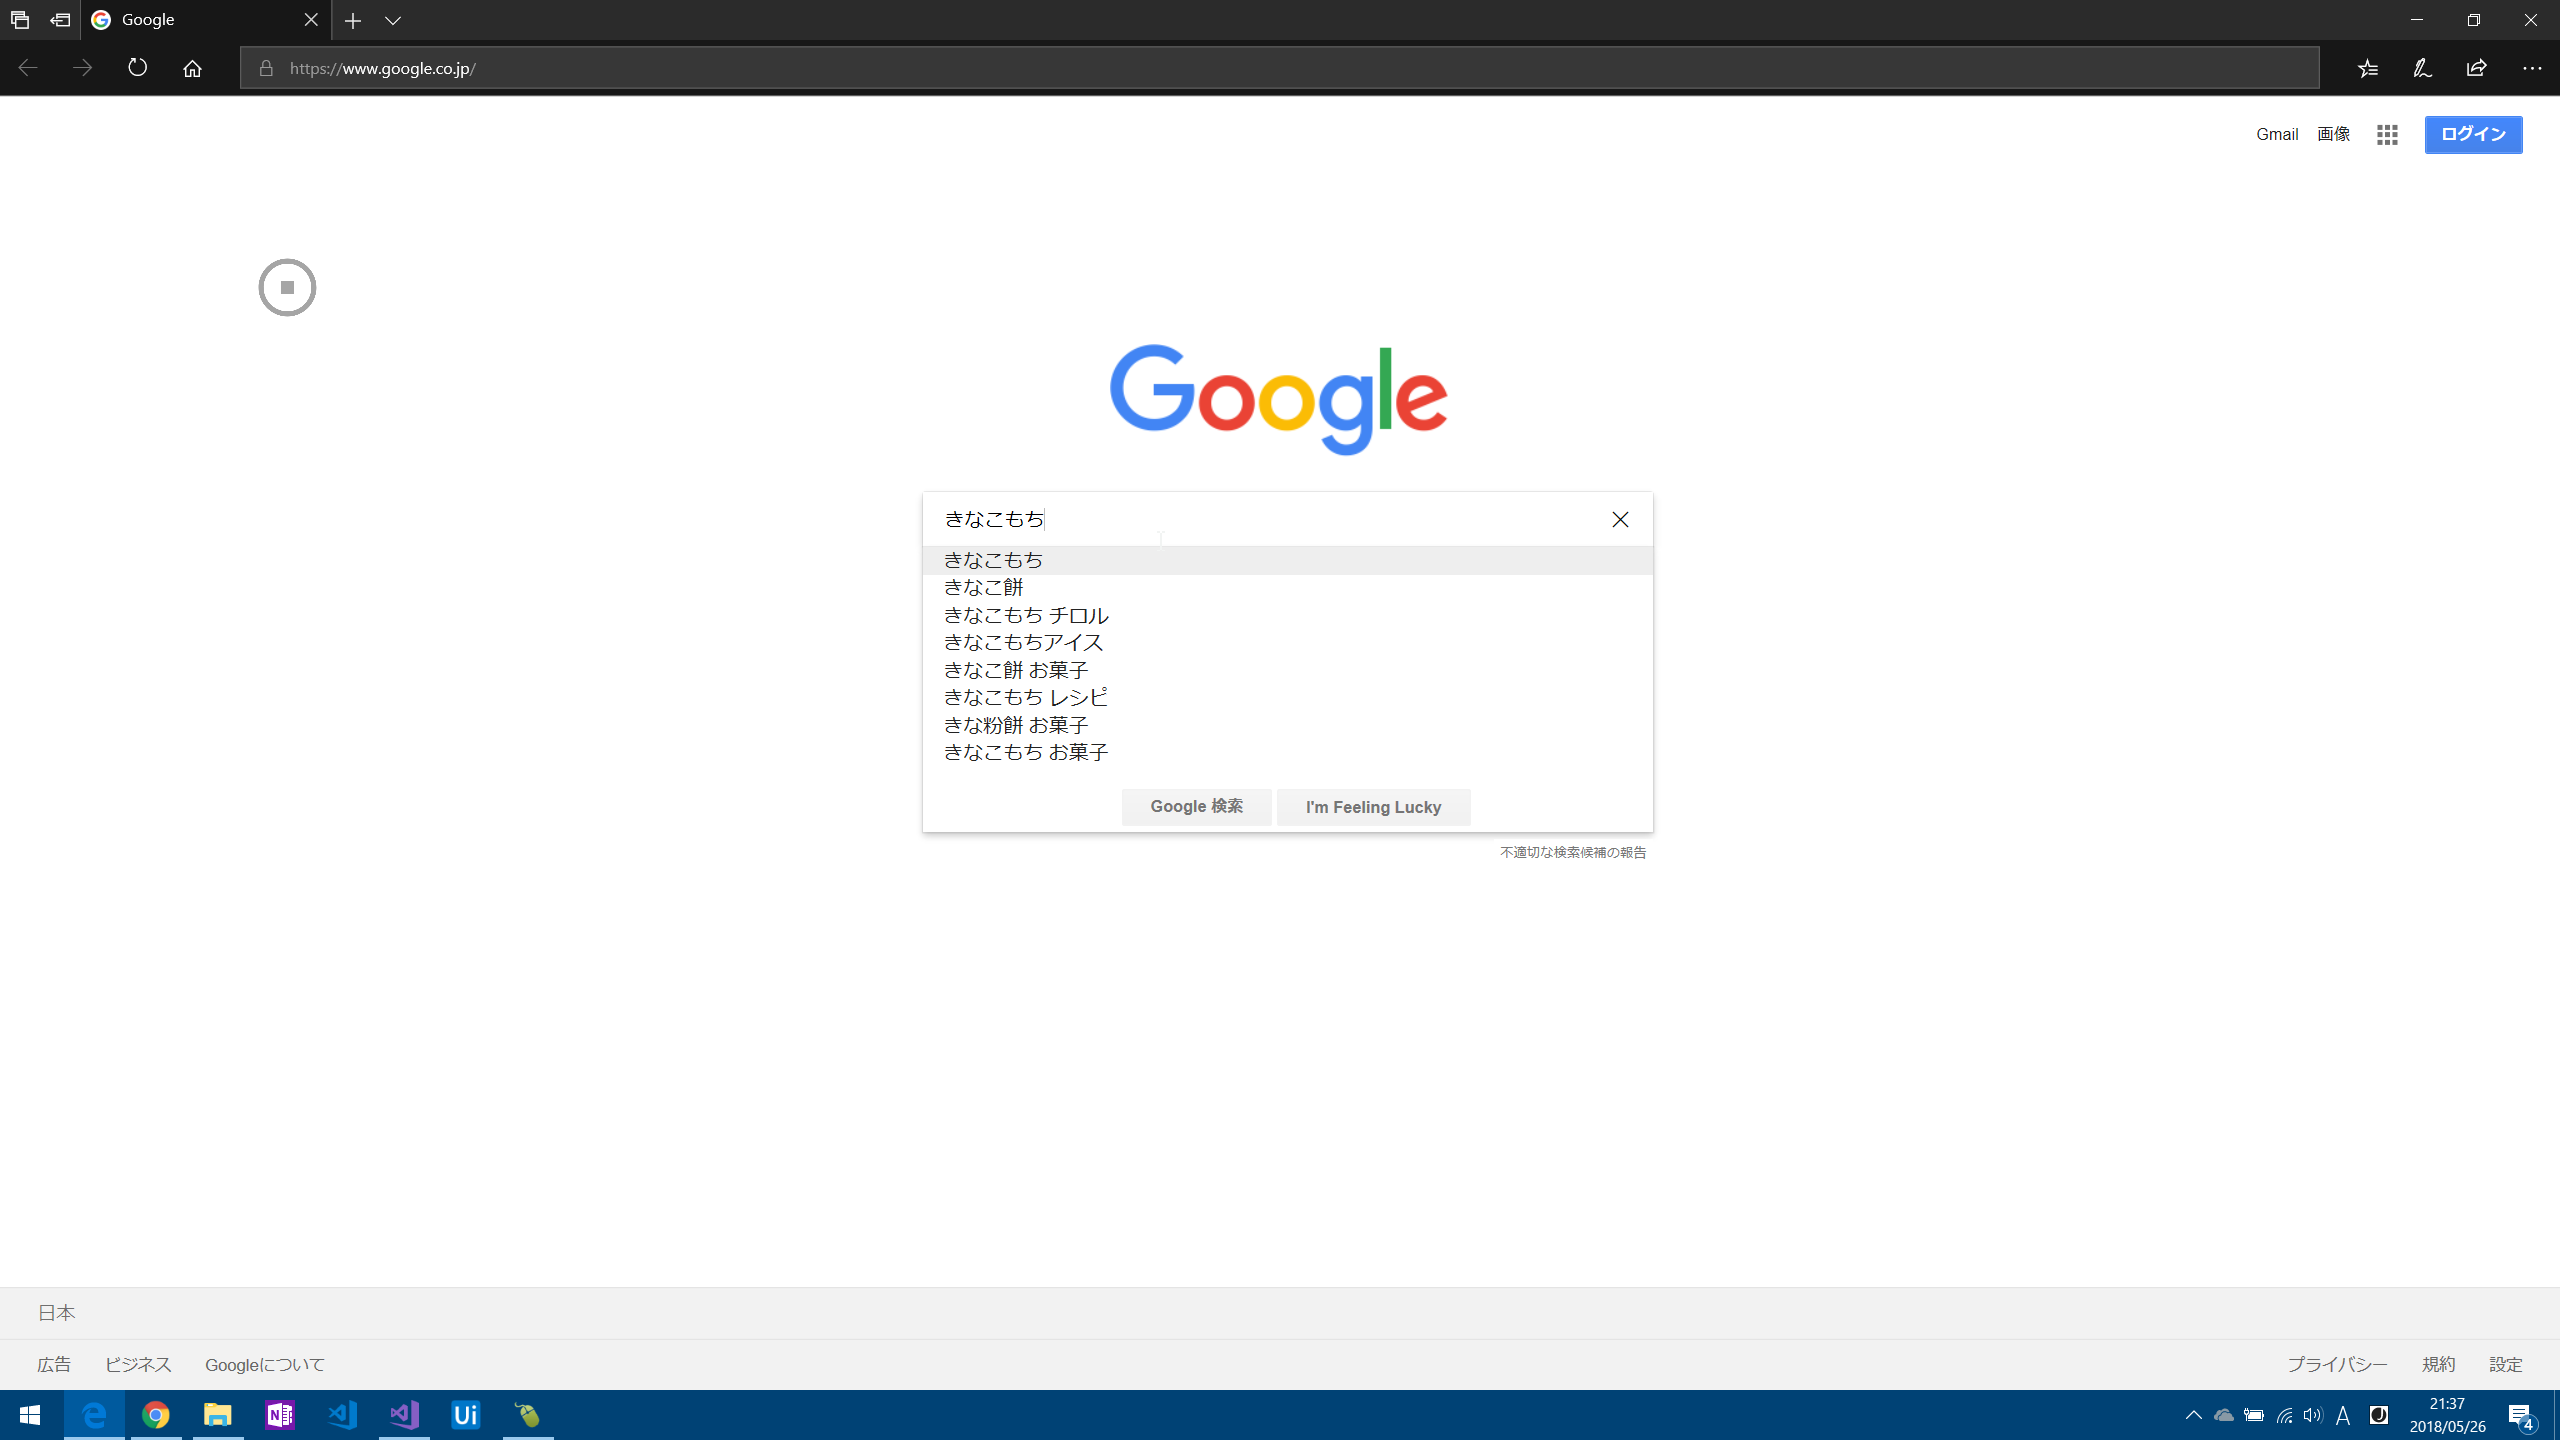 Google
https://www.google.co.jp/
Gmail 画像 ログイン
Google
きなこもち
きなこもち
きなこ餅
きなこもち チロル
きなこもちアイス
きなこ餅 お菓子
きなこもち レシピ
きな粉餅 お菓子
きなこもち お菓子
Google 検索 I'm Feeling Lucky
不適切な検索候補の報告
日本
広告 ビジネス Googleについて プライバシー 規約 設定
N Ui A J 21:37
2018/05/26 4